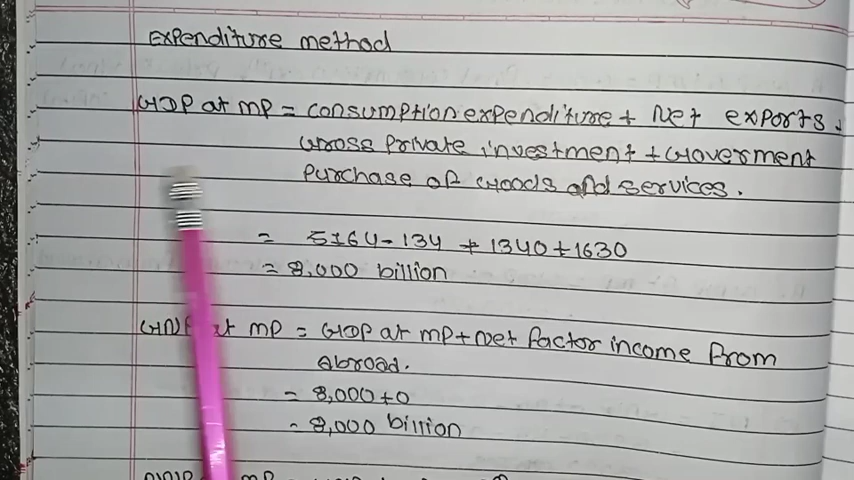 Expenditure method
GDP at MP = consumption expenditure + Net exports +
Gross Private investment + Goverment
Purchase of Goods and services.
= 5164 - 134 + 1340 + 1630
= 8,000 billion
GNP at MP = GDP at MP + Net factor income From
Abroad.
= 8,000 + 0
= 8,000 billion